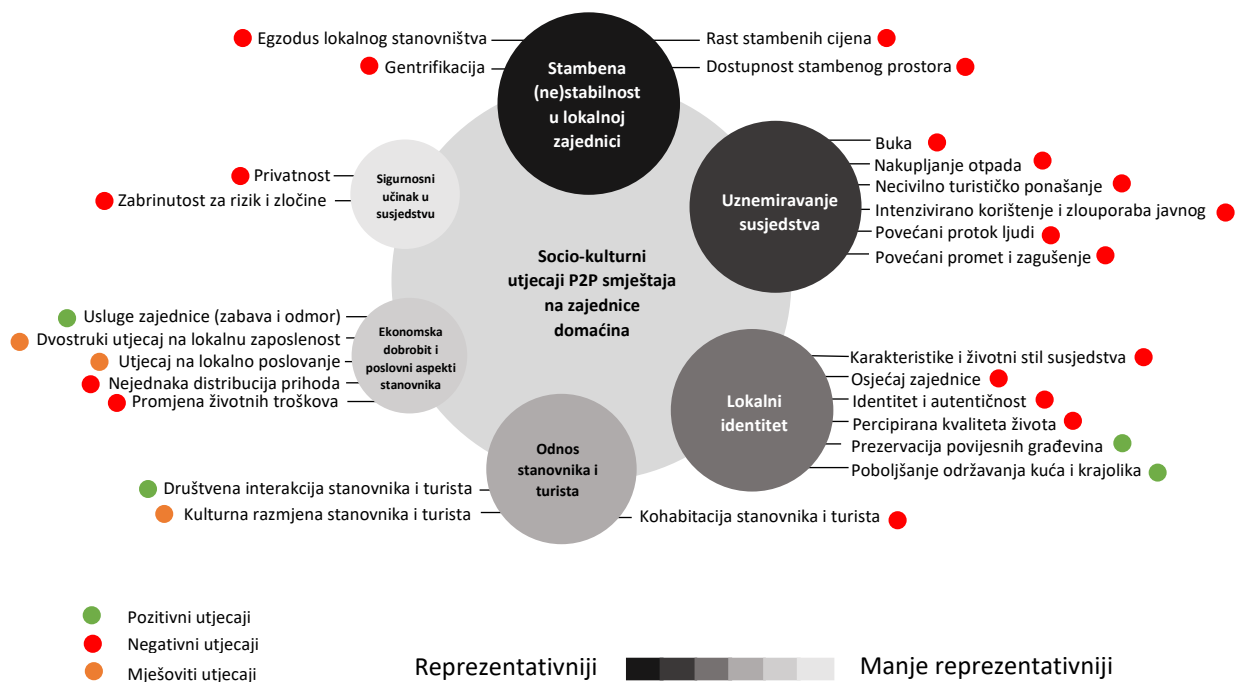 Egzodus lokalnog stanovništva
Gentrifikacija
Rast stambenih cijena
Dostupnost stambenog prostora
Stambena
(ne)stabilnost
u lokalnoj
zajednici
Buka
Nakupljanje otpada
Necivilno turističko ponašanje
Intenzivirano korištenje i zlouporaba javnog
Povećani protok ljudi
Povećani promet i zagušenje
Uznemiravanje
susjedstva
Privatnost
Zabrinutost za rizik i zločine
Sigurnosni
učinak u
susjedstvu
Socio-kulturni
utjecaji P2P smještaja
na zajednice
domaćina
Usluge zajednice (zabava i odmor)
Dvostruki utjecaj na lokalnu zaposlenost
Utjecaj na lokalno poslovanje
Nejednaka distribucija prihoda
Promjena životnih troškova
Ekonomska
dobrobit i
poslovni aspekti
stanovnika
Karakteristike i životni stil susjedstva
Osjećaj zajednice
Identitet i autentičnost
Percipirana kvaliteta života
Prezervacija povijesnih građevina
Poboljšanje održavanja kuća i krajolika
Lokalni
identitet
Odnos
stanovnika i
turista
Društvena interakcija stanovnika i turista
Kulturna razmjena stanovnika i turista
Kohabitacija stanovnika i turista
Pozitivni utjecaji
Negativni utjecaji
Mješoviti utjecaji
Reprezentativniji
Manje reprezentativniji